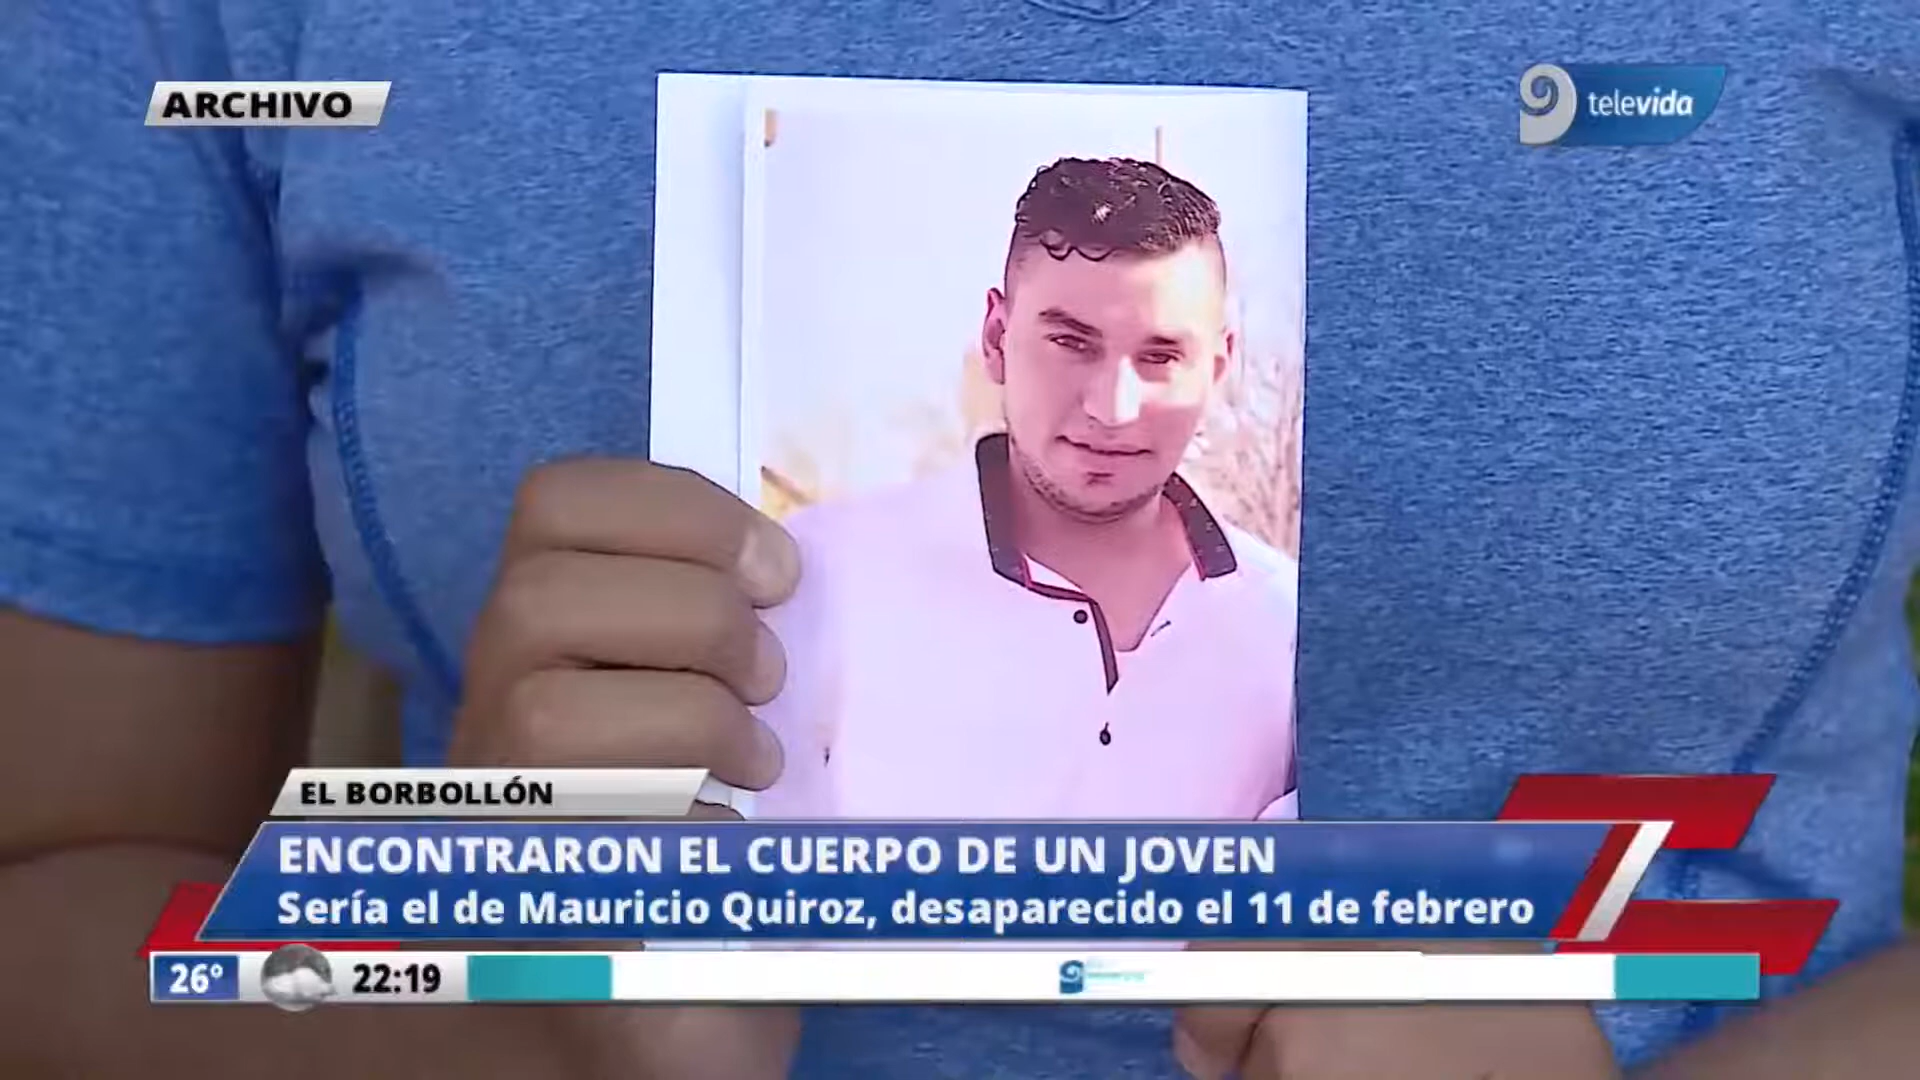 ARCHIVO
9 televida
EL BORBOLLÓN
ENCONTRARON EL CUERPO DE UN JOVEN
Sería el de Mauricio Quiroz, desaparecido el 11 de febrero
26° 22:19